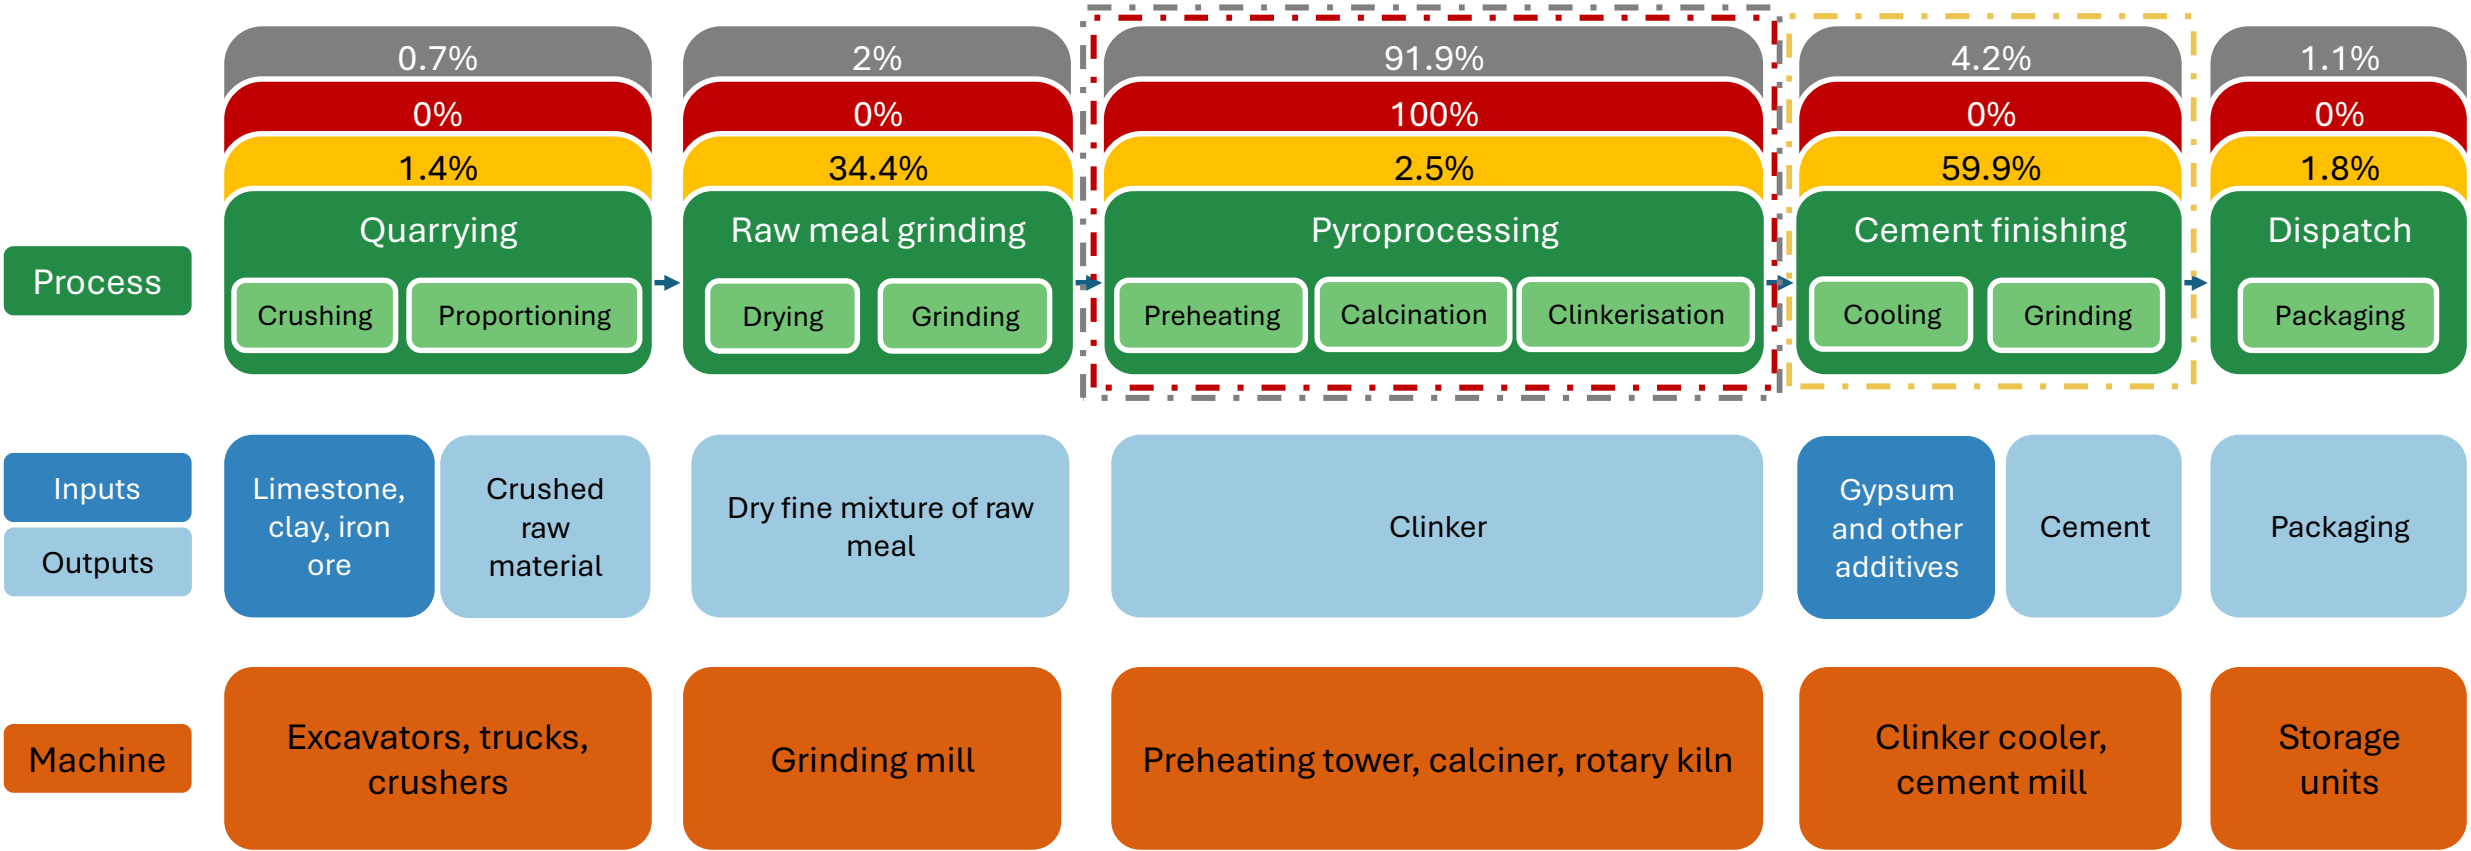 0.7%
2%
91.9%
4.2%
1.1%
0%
0%
100%
0%
0%
1.4%
34.4%
2.5%
59.9%
1.8%
Process
Quarrying
Raw meal grinding
Pyroprocessing
Cement finishing
Dispatch
Crushing
Proportioning
Drying
Grinding
Preheating
Calcination
Clinkerisation
Cooling
Grinding
Packaging
Inputs
Outputs
Limestone,
clay, iron
ore
Crushed
raw
material
Dry fine mixture of raw
meal
Clinker
Gypsum
and other
additives
Cement
Packaging
Machine
Excavators, trucks,
crushers
Grinding mill
Preheating tower, calciner, rotary kiln
Clinker cooler,
cement mill
Storage
units